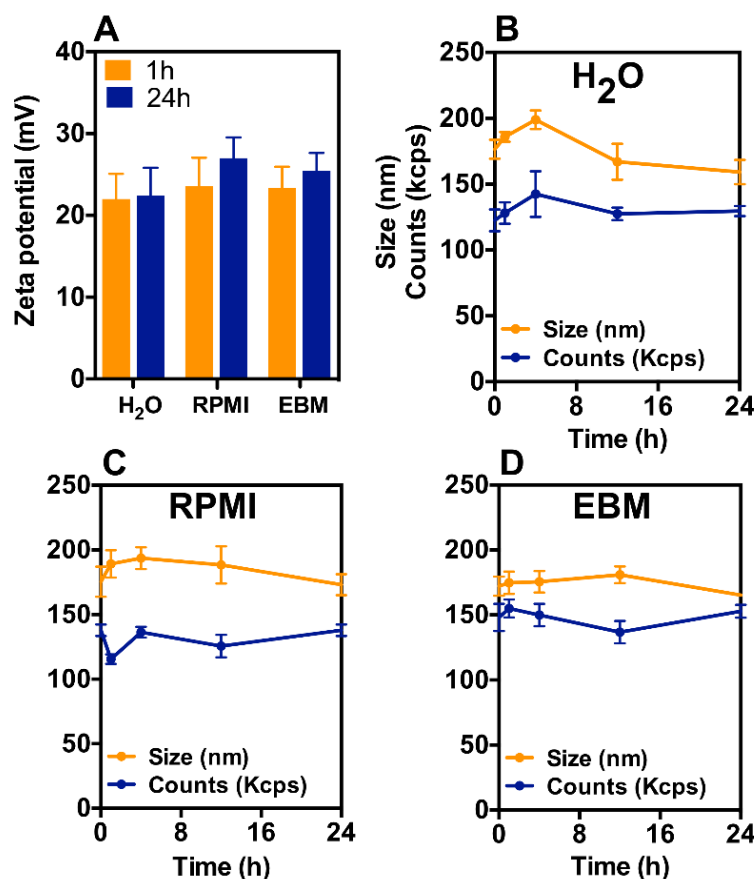 A
Zeta potential (mV)
40
30
20
10
0
1h
24h
H₂O RPMI EBM
B
H₂O
Size (nm)
Counts (kcps)
250
200
150
100
50
0
Size (nm)
Counts (Kcps)
0 8 16 24
Time (h)
C
RPMI
250
200
150
100
50
0
Size (nm)
Counts (Kcps)
0 8 16 24
Time (h)
D
EBM
250
200
150
100
50
0
Size (nm)
Counts (Kcps)
0 8 16 24
Time (h)